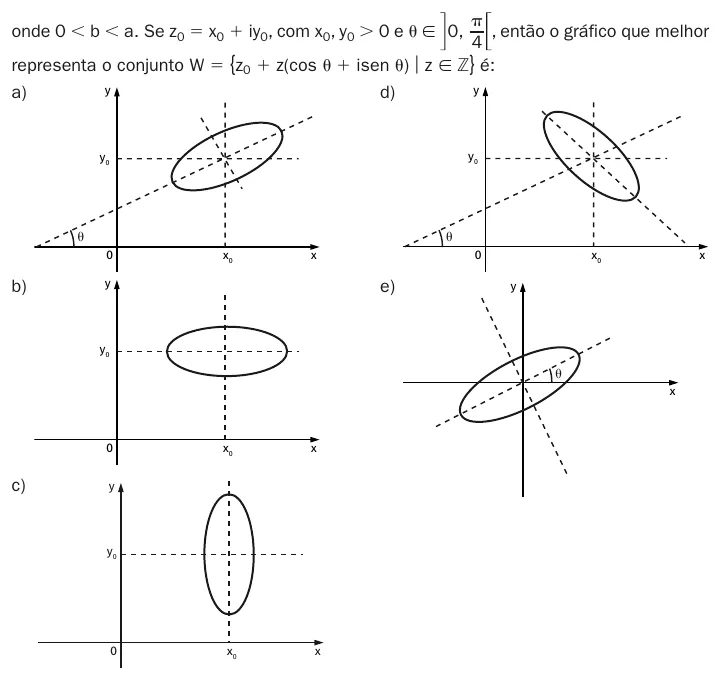 onde 0 < b < a. Se z₀ = x₀ + iy₀, com x₀, y₀ > 0 e θ ∈ ]0, π/4[, então o gráfico que melhor
representa o conjunto W = {z₀ + z(cos θ + isen θ) | z ∈ ℤ} é:
a)
y
y₀
θ
0
x₀
x
d)
y
y₀
θ
0
x₀
x
b)
y
y₀
0
x₀
x
e)
y
θ
x
c)
y
y₀
0
x₀
x